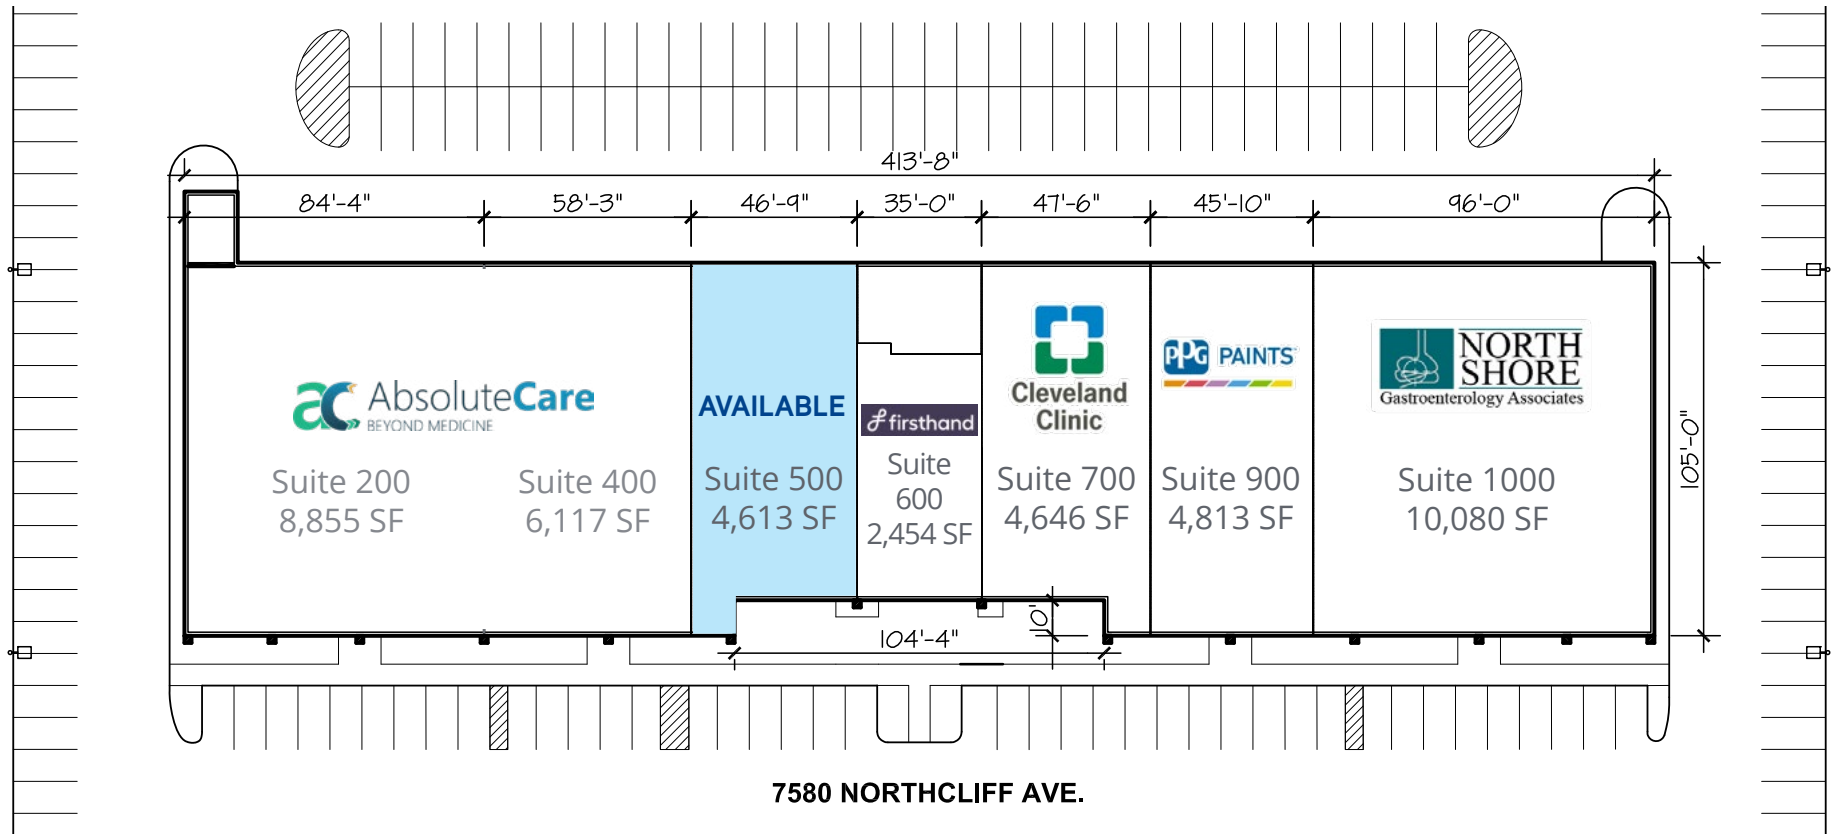 413'-8"
84'-4"
58'-3"
46'-9"
35'-0"
47'-6"
45'-10"
96'-0"
ac AbsoluteCare
BEYOND MEDICINE
Suite 200
8,855 SF
Suite 400
6,117 SF
AVAILABLE
Suite 500
4,613 SF
firsthand
Suite
600
2,454 SF
Cleveland
Clinic
Suite 700
4,646 SF
PPG PAINTS
Suite 900
4,813 SF
NORTH
SHORE
Gastroenterology Associates
Suite 1000
10,080 SF
105'-0"
10'
104'-4"
7580 NORTHCLIFF AVE.